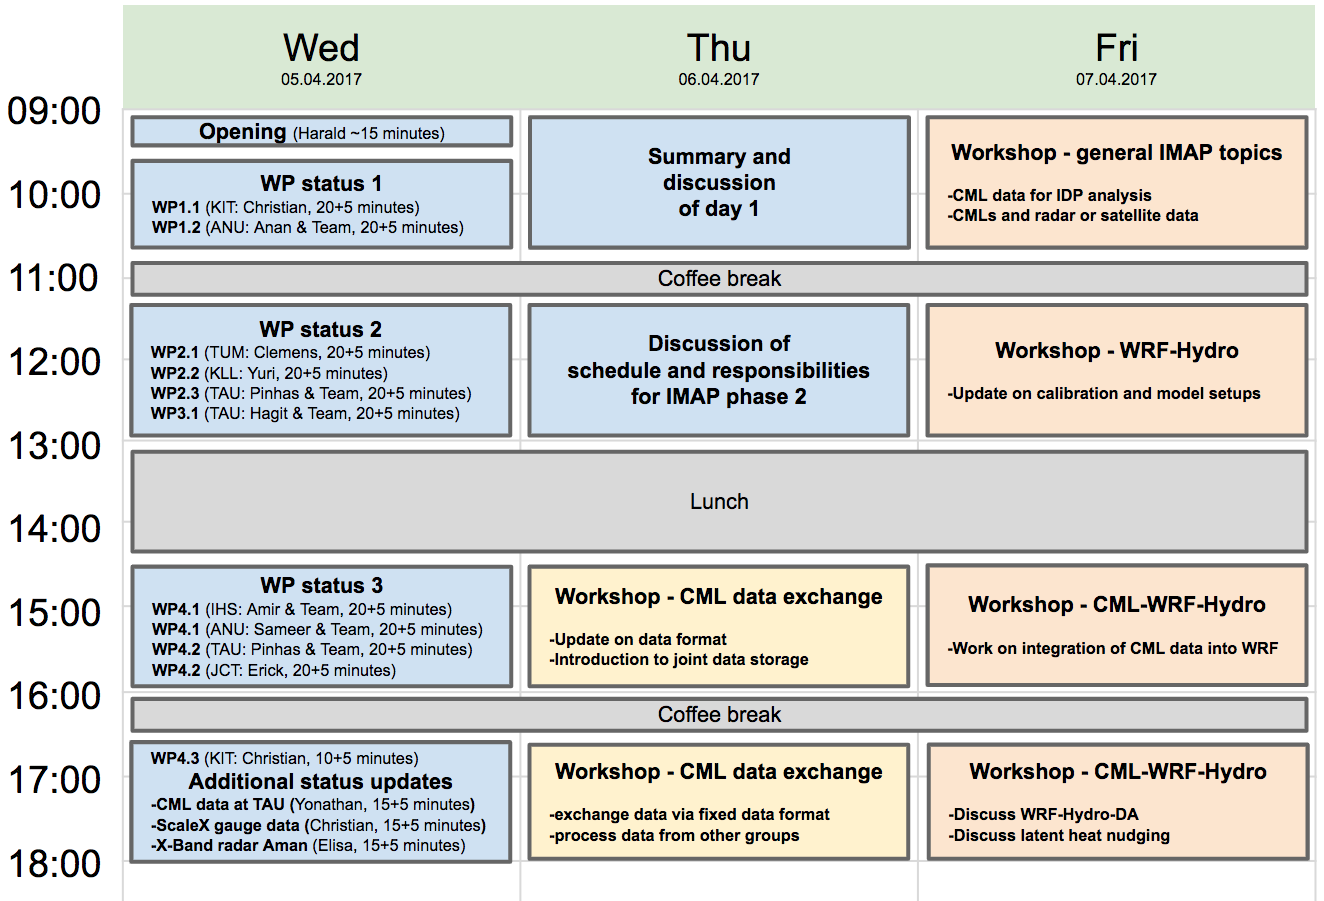 Wed
05.04.2017
Thu
06.04.2017
Fri
07.04.2017
09:00
Opening (Harald ~15 minutes)
WP status 1
WP1.1 (KIT: Christian, 20+5 minutes)
WP1.2 (ANU: Anan & Team, 20+5 minutes)
Summary and
discussion
of day 1
Workshop - general IMAP topics
-CML data for IDP analysis
-CMLs and radar or satellite data
10:00
11:00
Coffee break
WP status 2
WP2.1 (TUM: Clemens, 20+5 minutes)
WP2.2 (KLL: Yuri, 20+5 minutes)
WP2.3 (TAU: Pinhas & Team, 20+5 minutes)
WP3.1 (TAU: Hagit & Team, 20+5 minutes)
Discussion of
schedule and responsibilities
for IMAP phase 2
Workshop - WRF-Hydro
-Update on calibration and model setups
12:00
13:00
Lunch
14:00
WP status 3
WP4.1 (IHS: Amir & Team, 20+5 minutes)
WP4.1 (ANU: Sameer & Team, 20+5 minutes)
WP4.2 (TAU: Pinhas & Team, 20+5 minutes)
WP4.2 (JCT: Erick, 20+5 minutes)
Workshop - CML data exchange
-Update on data format
-Introduction to joint data storage
Workshop - CML-WRF-Hydro
-Work on integration of CML data into WRF
15:00
16:00
Coffee break
WP4.3 (KIT: Christian, 10+5 minutes)
Additional status updates
-CML data at TAU (Yonathan, 15+5 minutes)
-ScaleX gauge data (Christian, 15+5 minutes)
-X-Band radar Aman (Elisa, 15+5 minutes)
Workshop - CML data exchange
-exchange data via fixed data format
-process data from other groups
Workshop - CML-WRF-Hydro
-Discuss WRF-Hydro-DA
-Discuss latent heat nudging
17:00
18:00